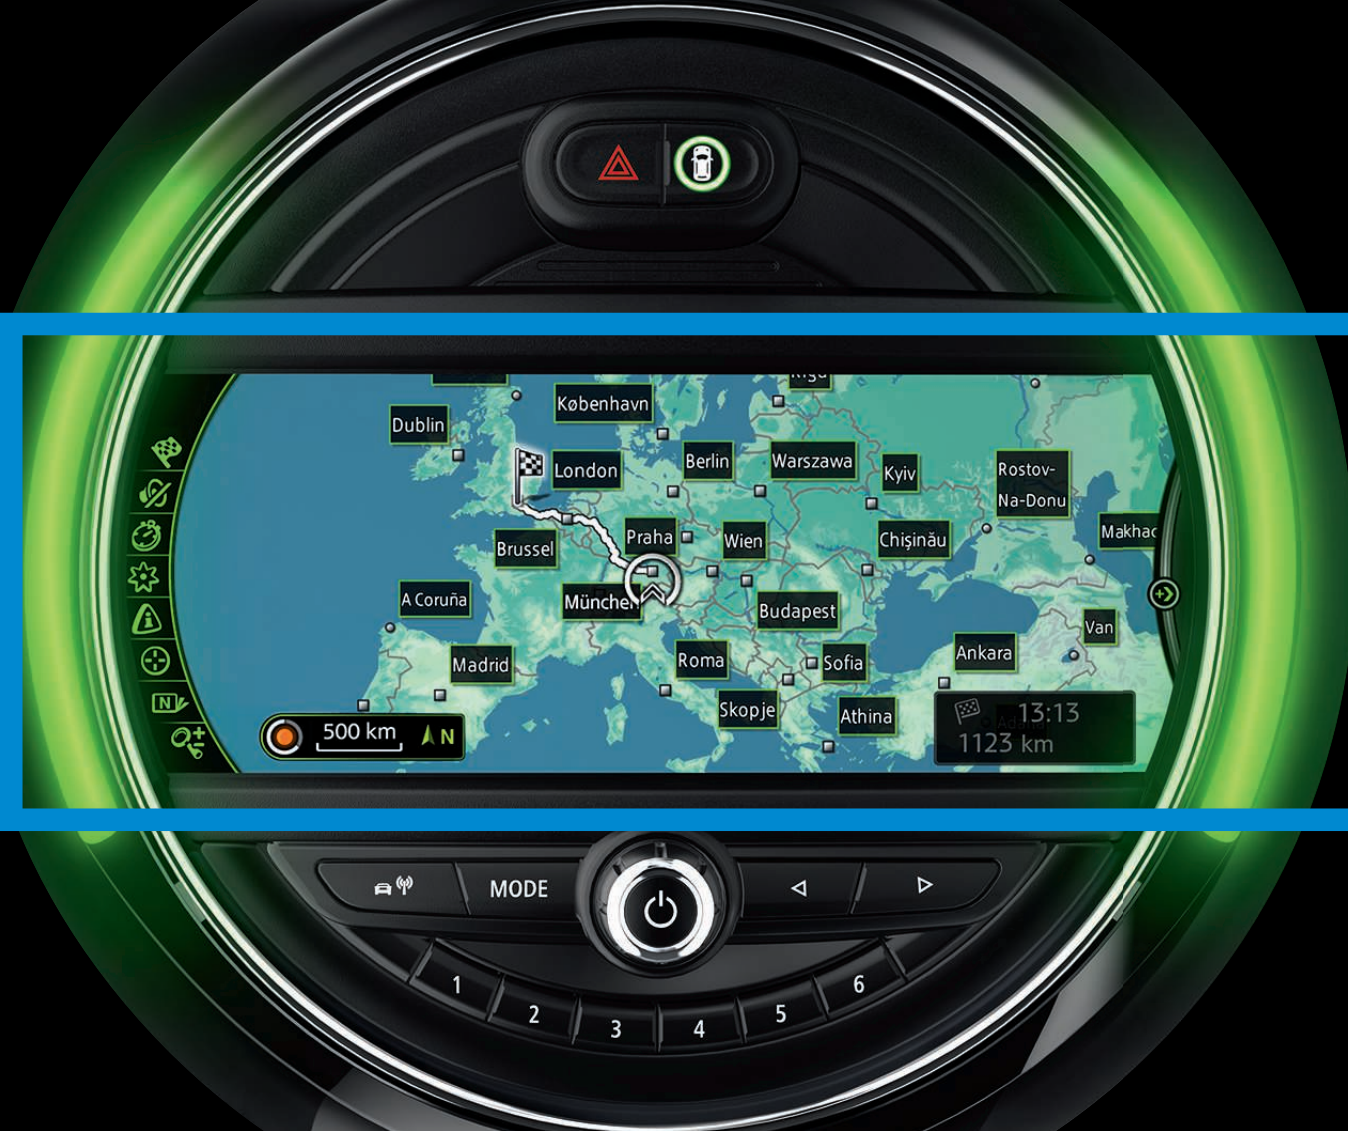 København
Dublin
London
Berlin
Warszawa
Kyiv
Rostov-
Na-Donu
Brussel
Praha
Wien
Chișinău
Makhac
A Coruña
München
Budapest
Van
Madrid
Roma
Sofia
Ankara
Skopje
Athina
500 km
N
13:13
1123 km
N
MODE
1
2
3
4
5
6